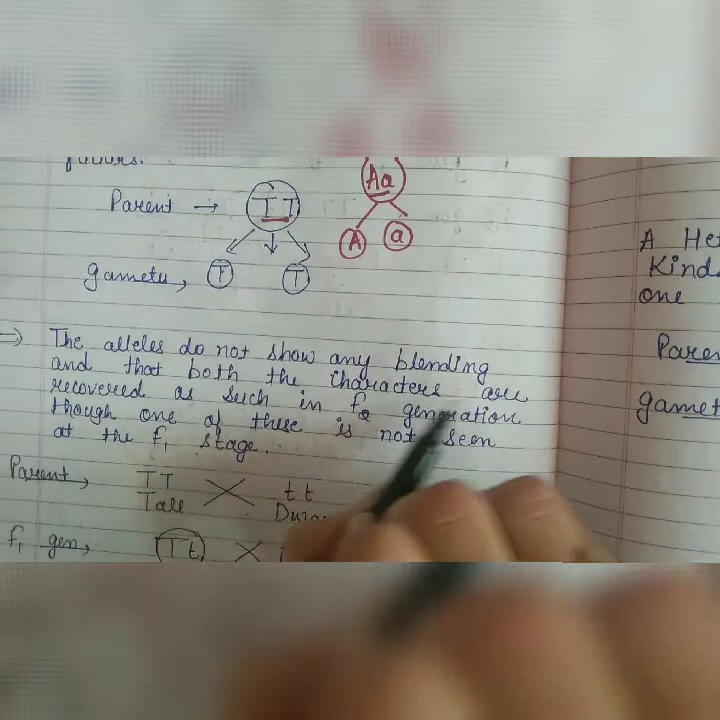 Aa
Parent → TT
A a
gamete, T T
⇒ The alleles do not show any blending
and that both the characters are
recovered as such in f2 generation
though one of these is not seen
at the f1 stage.
Parent, TT × tt
Tall
f1 gen, Tt ×
A Het
Kind
one
Paren
gamet